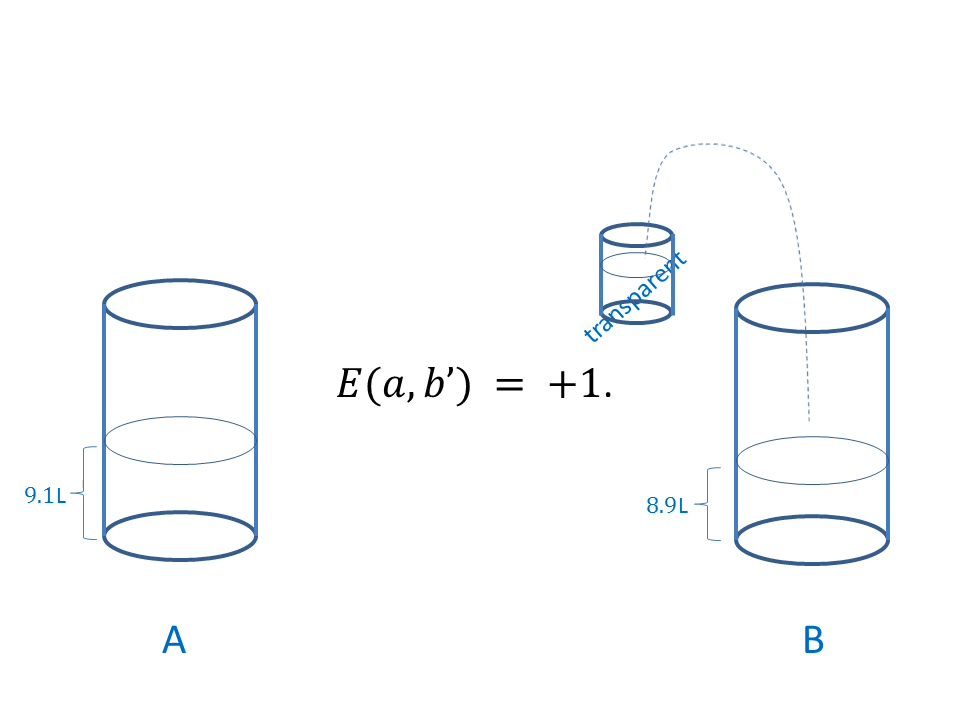 transparent
E(a, b’) = +1.
9.1L
8.9L
A
B